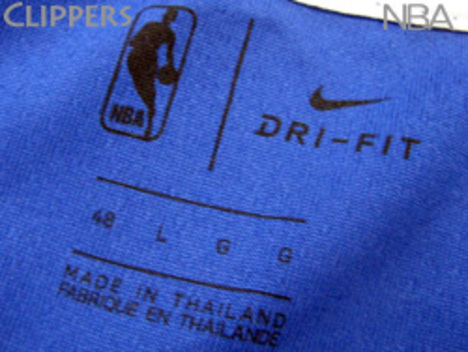 CLIPPERS
NBA
NBA
DRI-FIT
48 L G G
MADE IN THAILAND
FABRIQUE EN THAILANDE